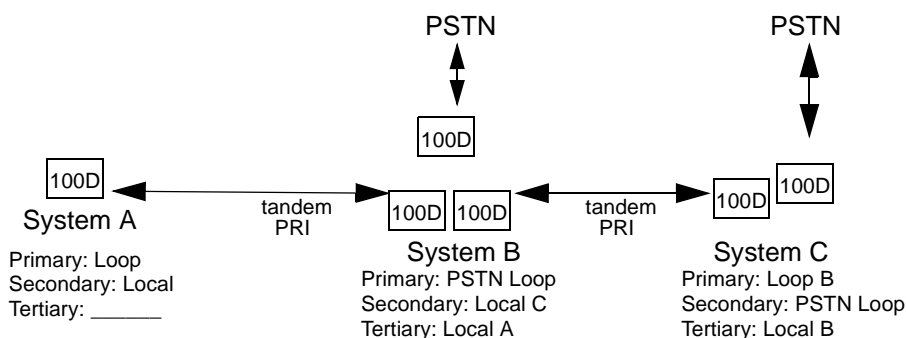 PSTN
PSTN
100D
100D
100D
tandem
PRI
100D
100D
tandem
PRI
100D
System A
Primary: Loop
Secondary: Local
Tertiary: ______
System B
Primary: PSTN Loop
Secondary: Local C
Tertiary: Local A
System C
Primary: Loop B
Secondary: PSTN Loop
Tertiary: Local B